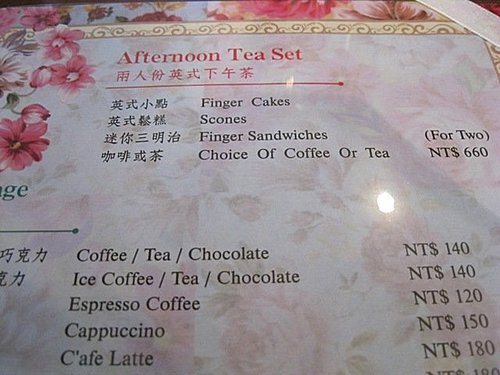 Afternoon Tea Set
兩人份英式下午茶
英式小點 Finger Cakes
英式鬆糕 Scones
迷你三明治 Finger Sandwiches (For Two)
咖啡或茶 Choice Of Coffee Or Tea NT$ 660
age
巧克力 Coffee / Tea / Chocolate NT$ 140
克力 Ice Coffee / Tea / Chocolate NT$ 140
Espresso Coffee NT$ 120
Cappuccino NT$ 150
C'afe Latte NT$ 180
NT$ 180